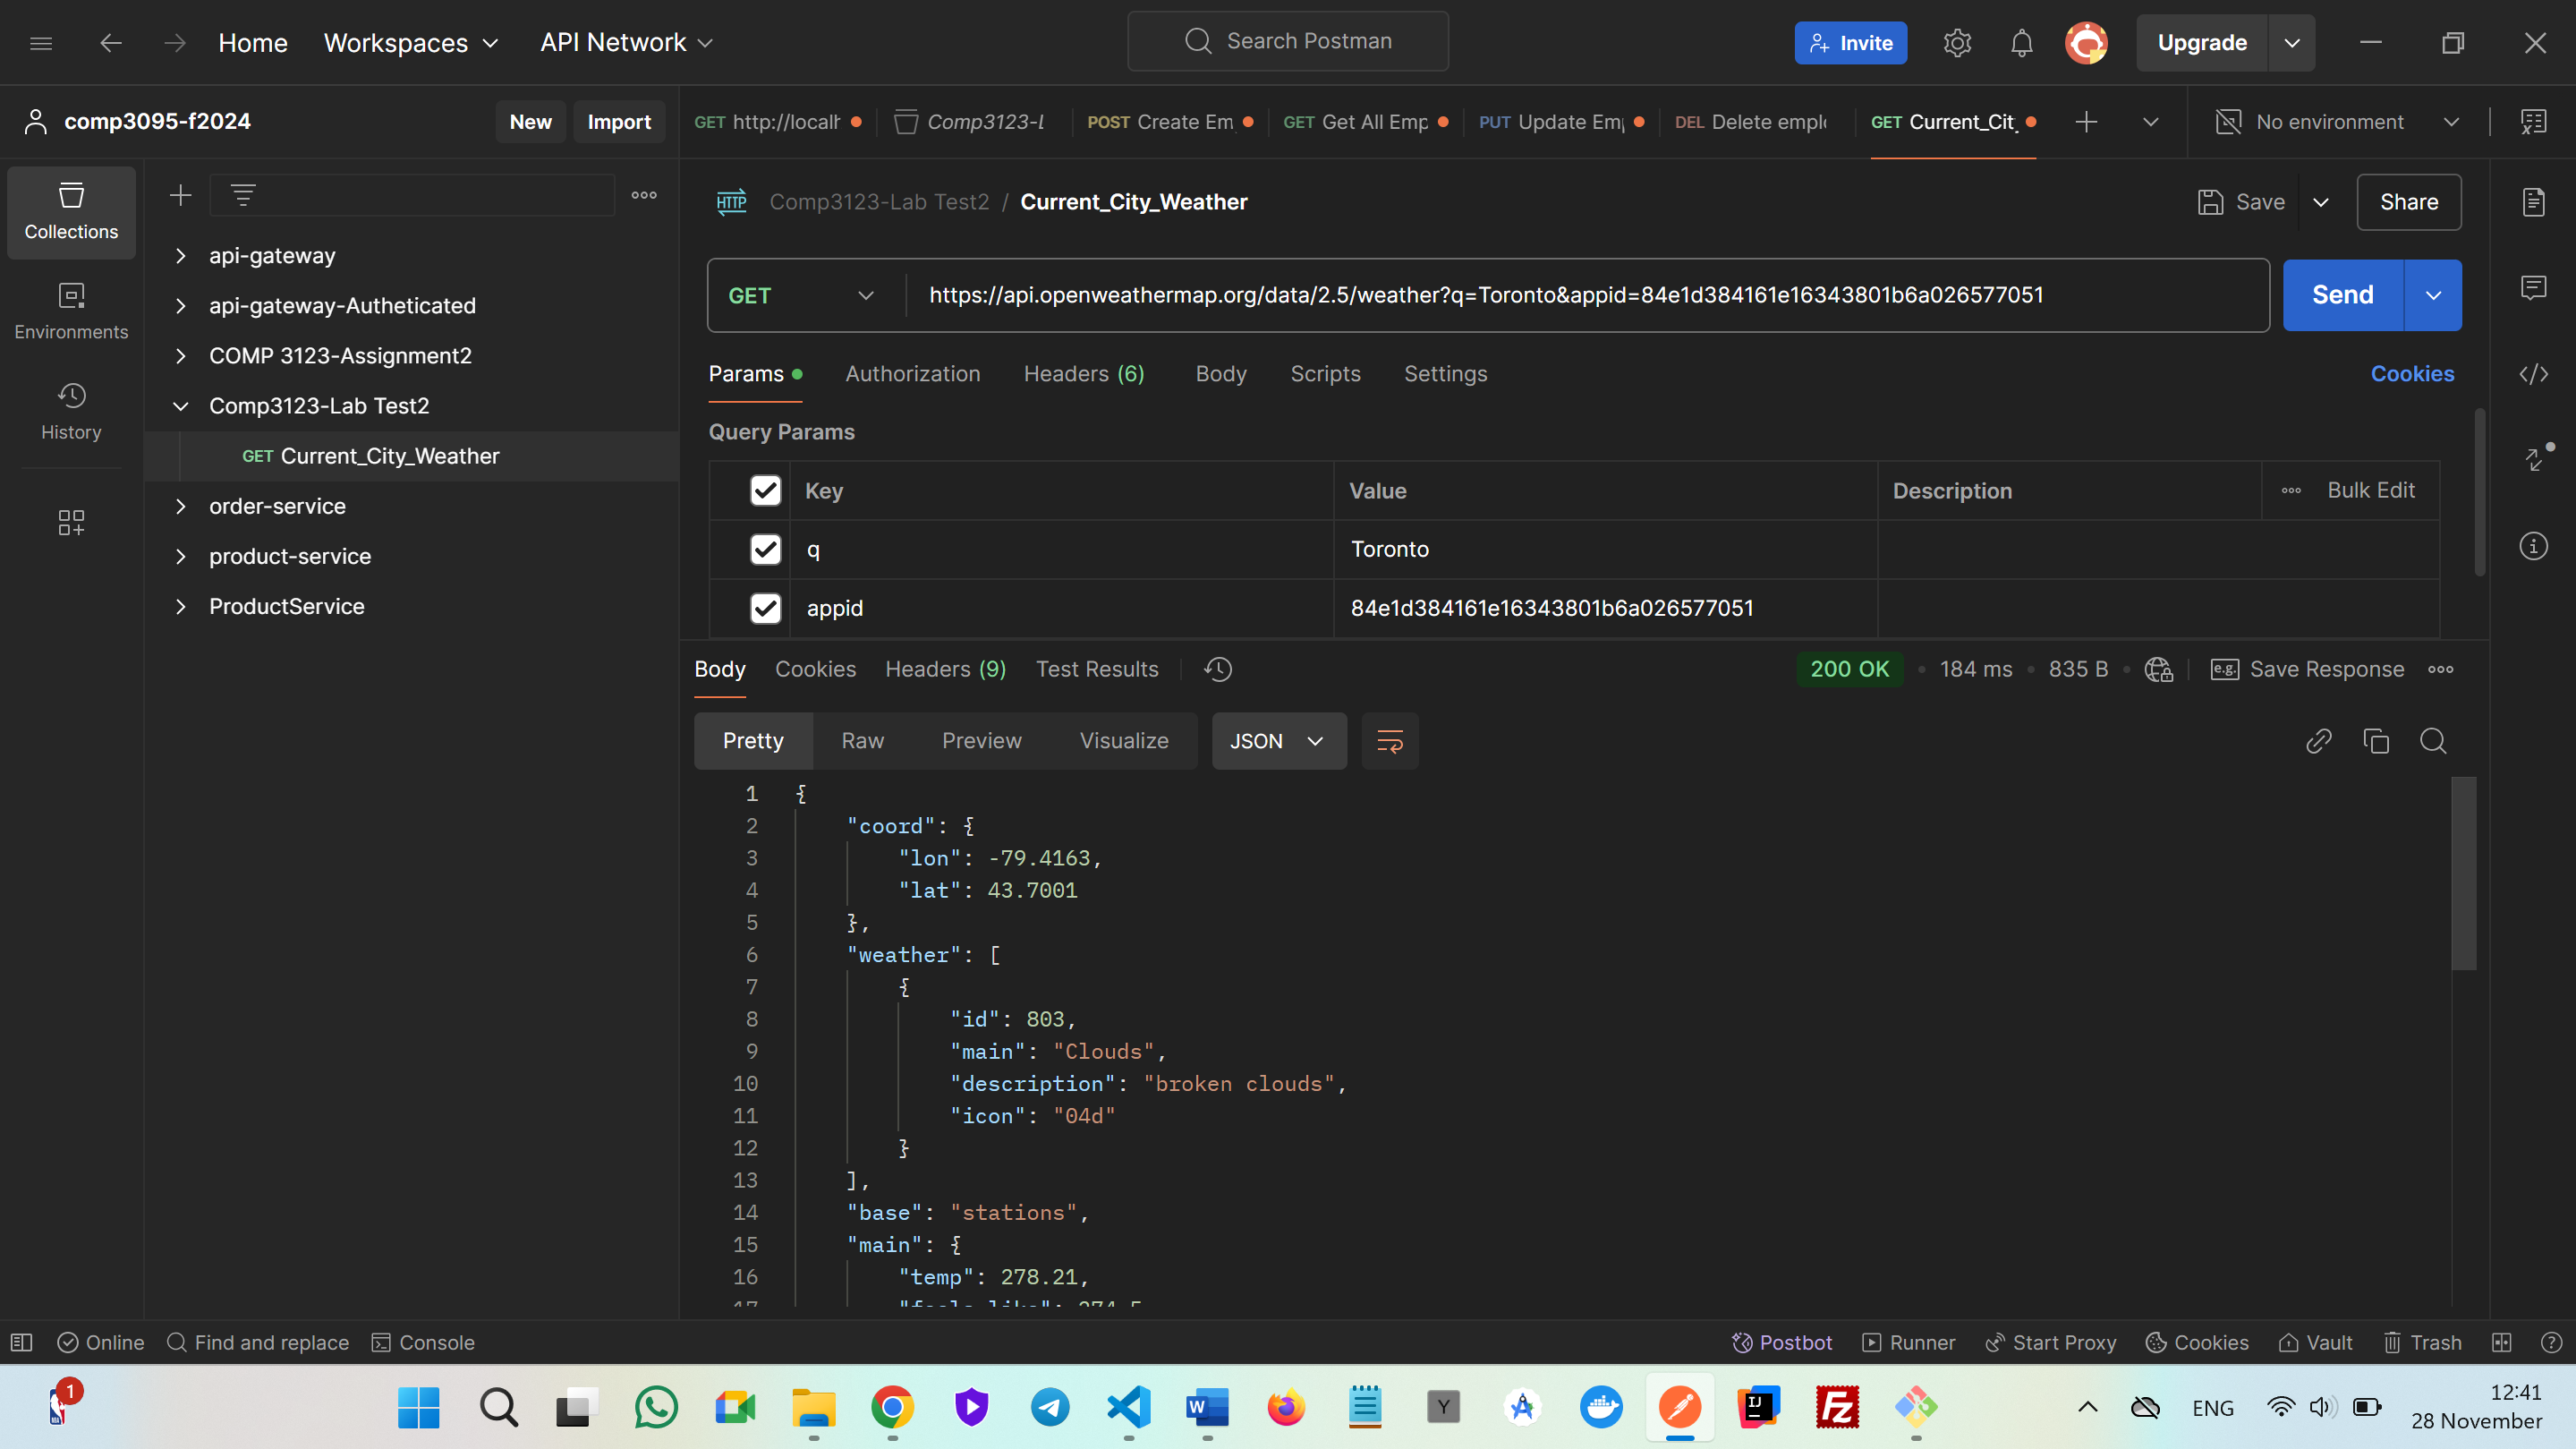 Home Workspaces API Network Search Postman Invite Upgrade
comp3095-f2024 New Import GET http://localh Comp3123-L POST Create Em GET Get All Emp PUT Update Emp DEL Delete emplo GET Current_Cit No environment
Collections
Environments
History
api-gateway
api-gateway-Autheticated
COMP 3123-Assignment2
Comp3123-Lab Test2
GET Current_City_Weather
order-service
product-service
ProductService
HTTP Comp3123-Lab Test2 / Current_City_Weather Save Share
GET https://api.openweathermap.org/data/2.5/weather?q=Toronto&appid=84e1d384161e16343801b6a026577051 Send
Params Authorization Headers (6) Body Scripts Settings Cookies
Query Params
Key Value Description Bulk Edit
q Toronto
appid 84e1d384161e16343801b6a026577051
Body Cookies Headers (9) Test Results 200 OK 184 ms 835 B e.g. Save Response
Pretty Raw Preview Visualize JSON
1 {
2 "coord": {
3 "lon": -79.4163,
4 "lat": 43.7001
5 },
6 "weather": [
7 {
8 "id": 803,
9 "main": "Clouds",
10 "description": "broken clouds",
11 "icon": "04d"
12 }
13 ],
14 "base": "stations",
15 "main": {
16 "temp": 278.21,
17 "feels_like": 274.5
Online Find and replace Console Postbot Runner Start Proxy Cookies Vault Trash
1 ENG 12:41
28 November